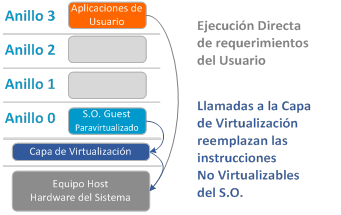 Anillo 3
Aplicaciones de
Usuario
Anillo 2
Anillo 1
Anillo 0
S.O. Guest
Paravirtualizado
Capa de Virtualización
Equipo Host
Hardware del Sistema
Ejecución Directa
de requerimientos
del Usuario
Llamadas a la Capa
de Virtualización
reemplazan las
instrucciones
No Virtualizables
del S.O.